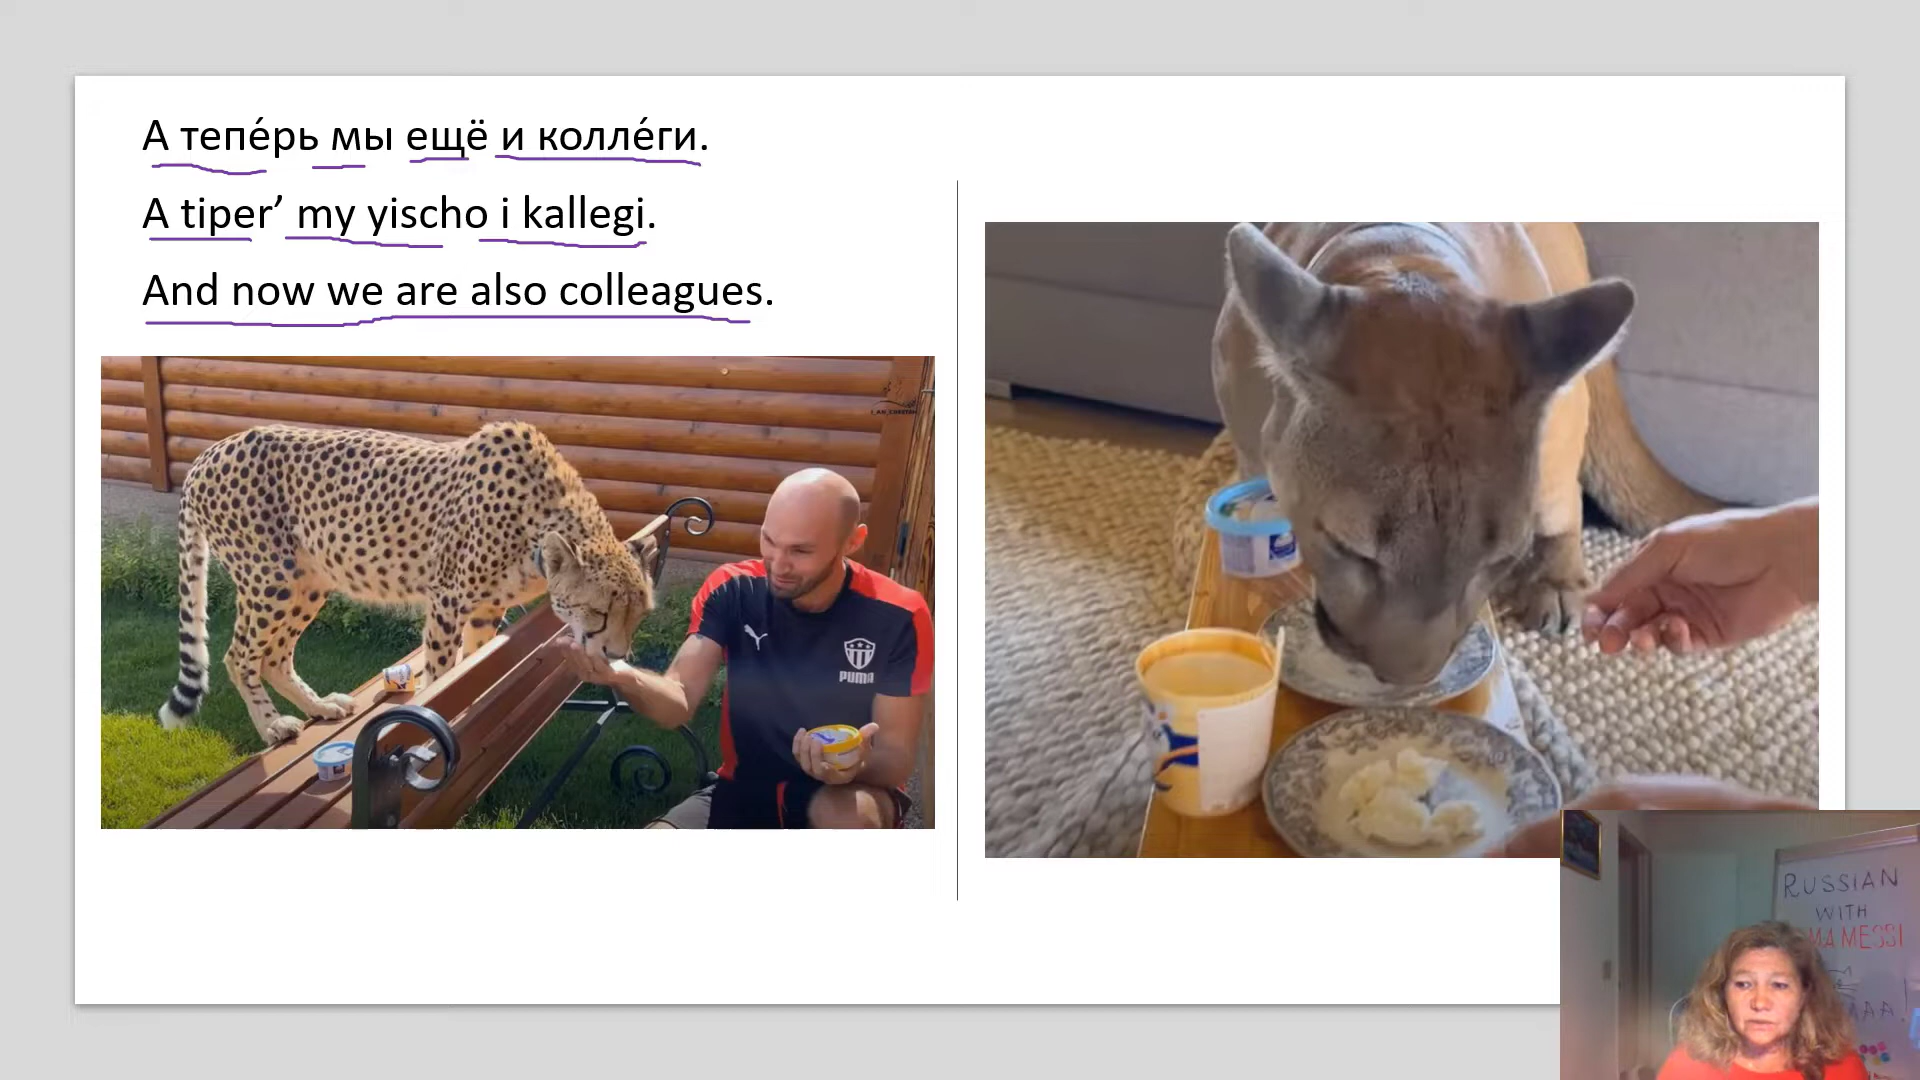 А тепе́рь мы ещё и колле́ги.
A tiper’ my yischo i kallegi.
And now we are also colleagues.
I_AM_CHEETAH
PUMA
RUSSIAN
WITH
MA MESSI